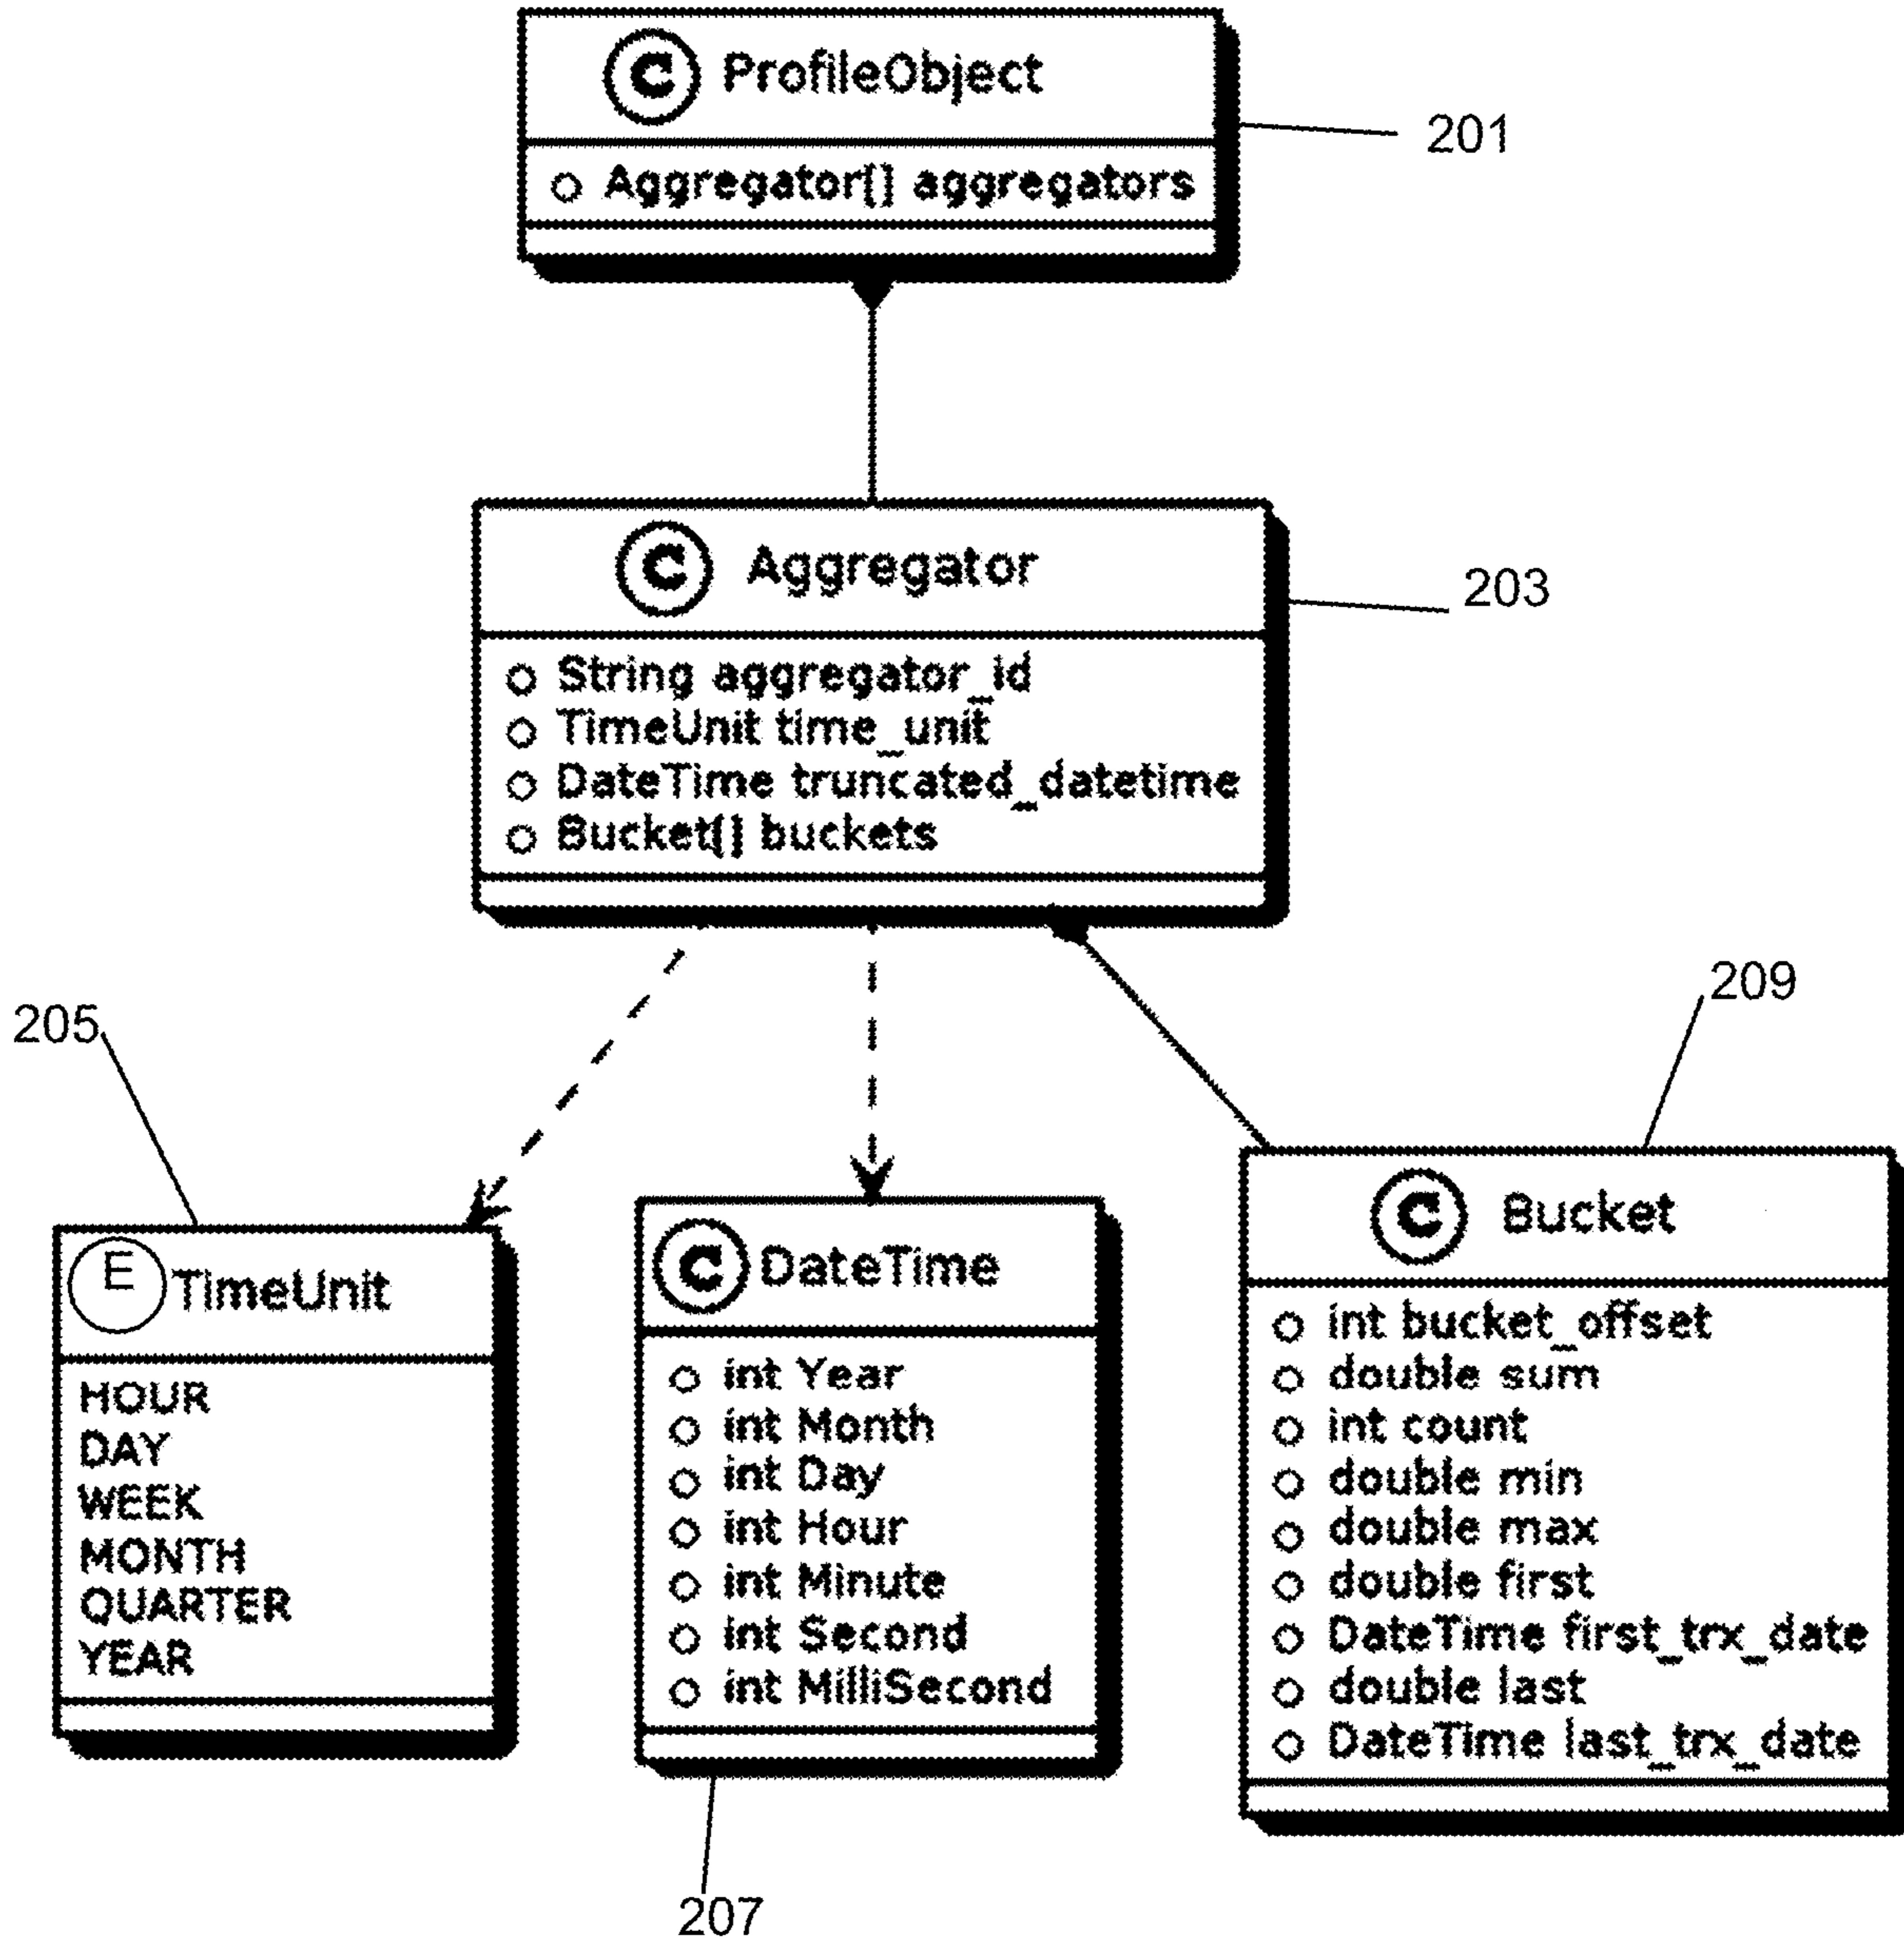 C ProfileObject
201
Aggregator[] aggregators
C Aggregator
203
String aggregator_id
TimeUnit time_unit
DateTime truncated_datetime
Bucket[] buckets
205
209
E TimeUnit
HOUR
DAY
WEEK
MONTH
QUARTER
YEAR
C DateTime
int Year
int Month
int Day
int Hour
int Minute
int Second
int MilliSecond
207
C Bucket
int bucket_offset
double sum
int count
double min
double max
double first
DateTime first_trx_date
double last
DateTime last_trx_date